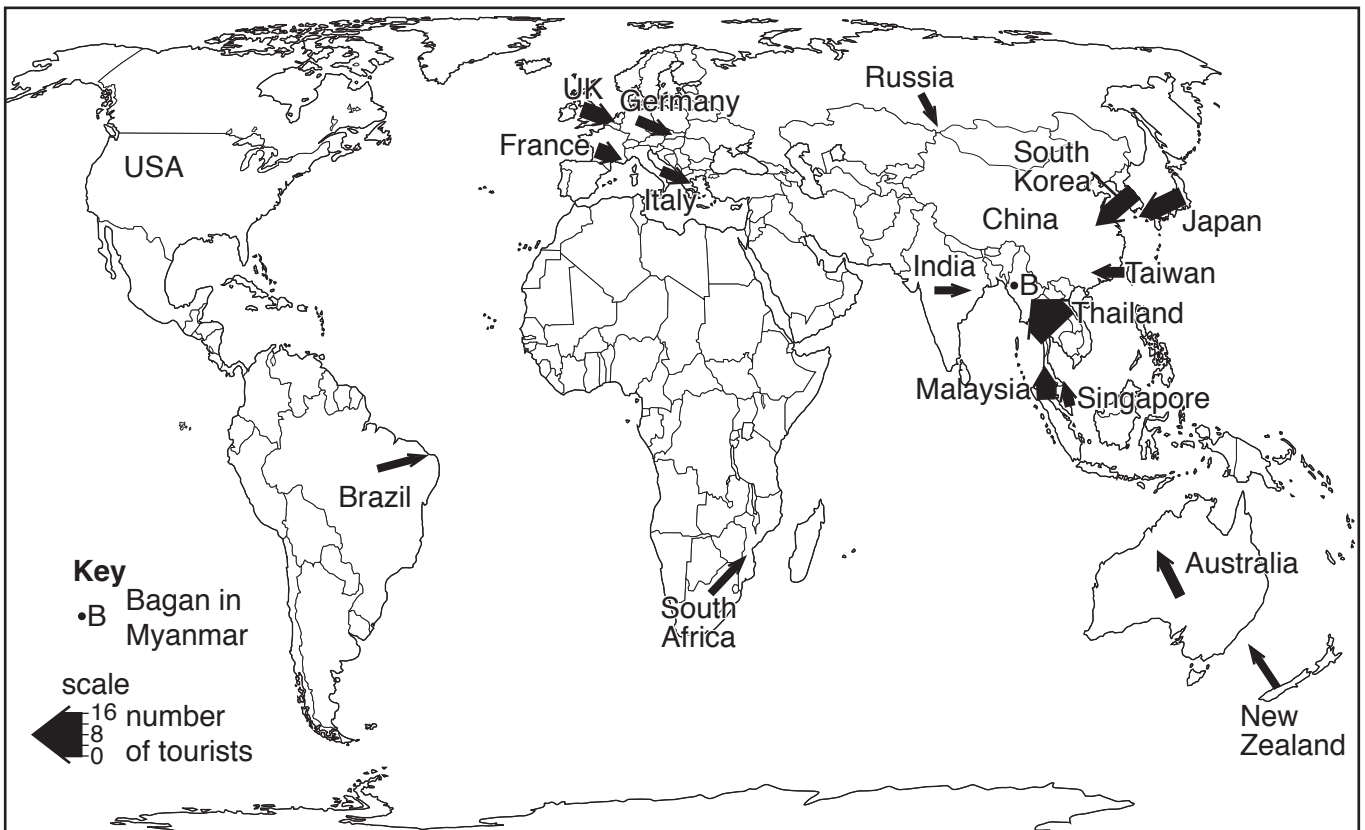 Russia
UK
Germany
France
Italy
USA
South
Korea
China
Japan
Taiwan
India
•B
Thailand
Malaysia
Singapore
Brazil
South
Africa
Australia
New
Zealand
Key
•B Bagan in
Myanmar
scale
16
8
0
number
of tourists